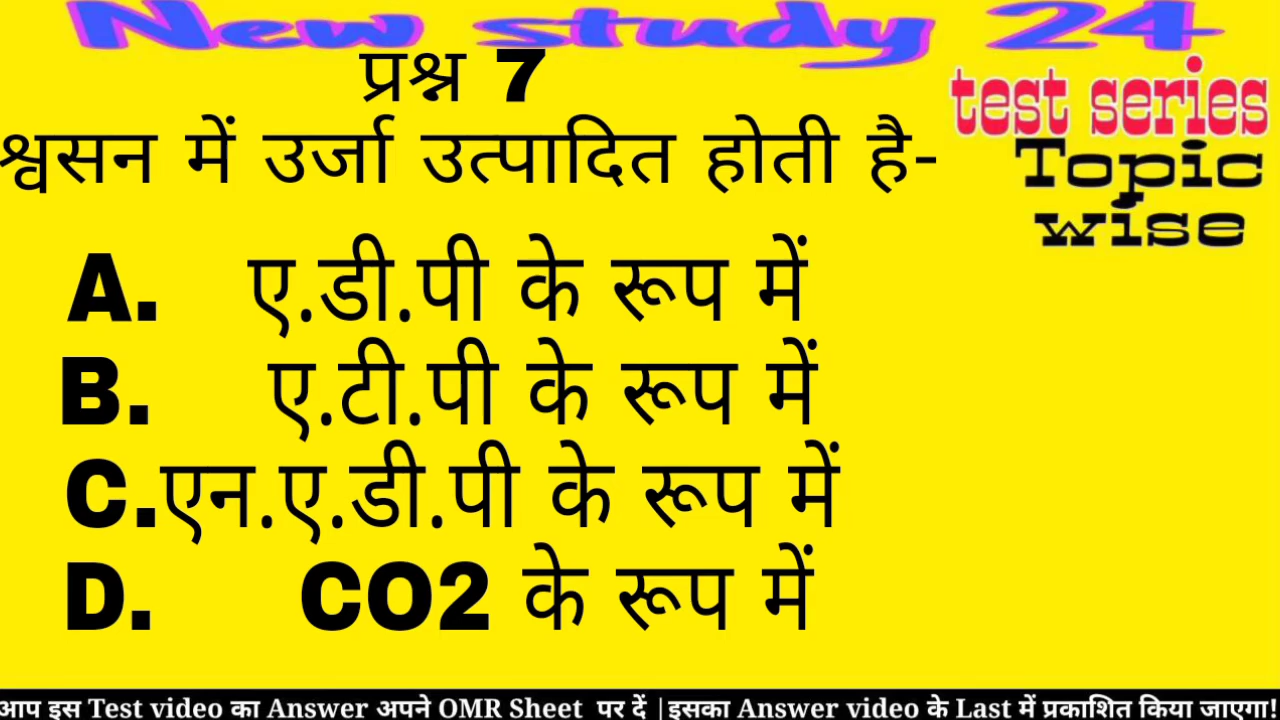 New study 24
प्रश्न 7
test series
Topic
wise
श्वसन में उर्जा उत्पादित होती है-
A. ए.डी.पी के रूप में
B. ए.टी.पी के रूप में
C.एन.ए.डी.पी के रूप में
D. CO2 के रूप में
आप इस Test video का Answer अपने OMR Sheet पर दें |इसका Answer video के Last में प्रकाशित किया जाएगा!